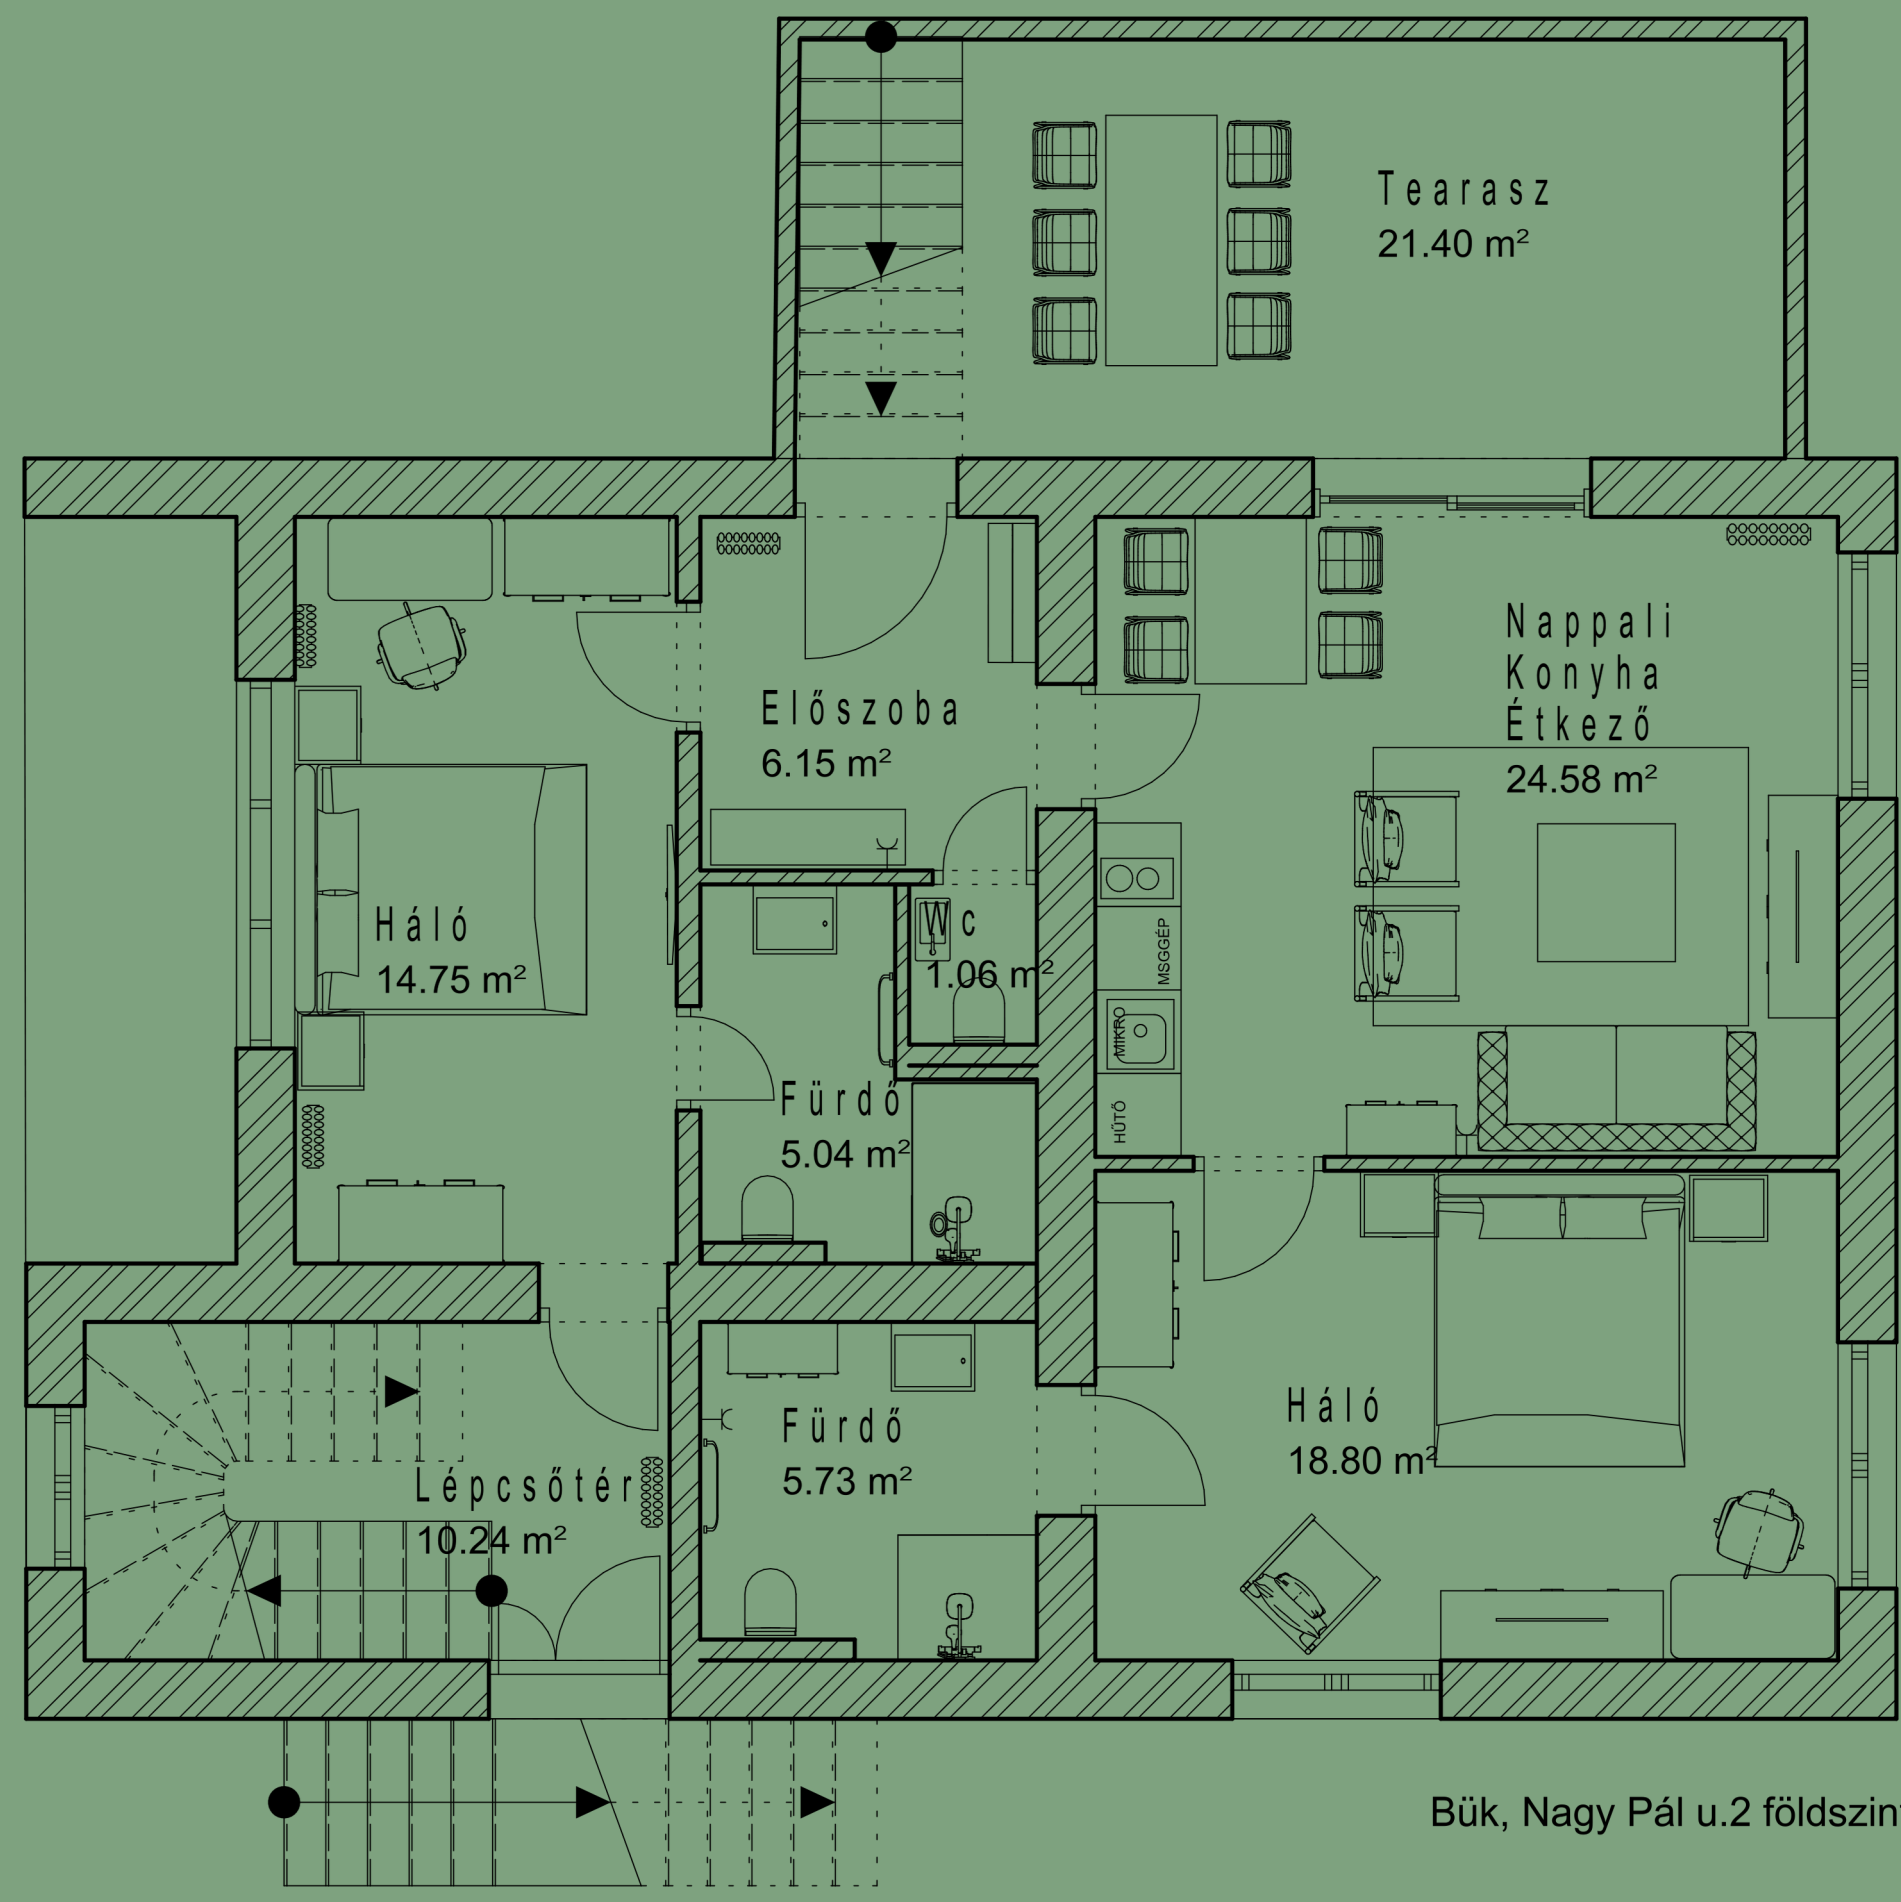 Tearasz
21.40 m²
Nappali
Konyha
Étkező
24.58 m²
Előszoba
6.15 m²
Háló
14.75 m²
Wc
1.06 m²
MSGGÉP
MIKRO
HŰTŐ
Fürdő
5.04 m²
Háló
18.80 m²
Fürdő
5.73 m²
Lépcsőtér
10.24 m²
Bük, Nagy Pál u.2 földszint